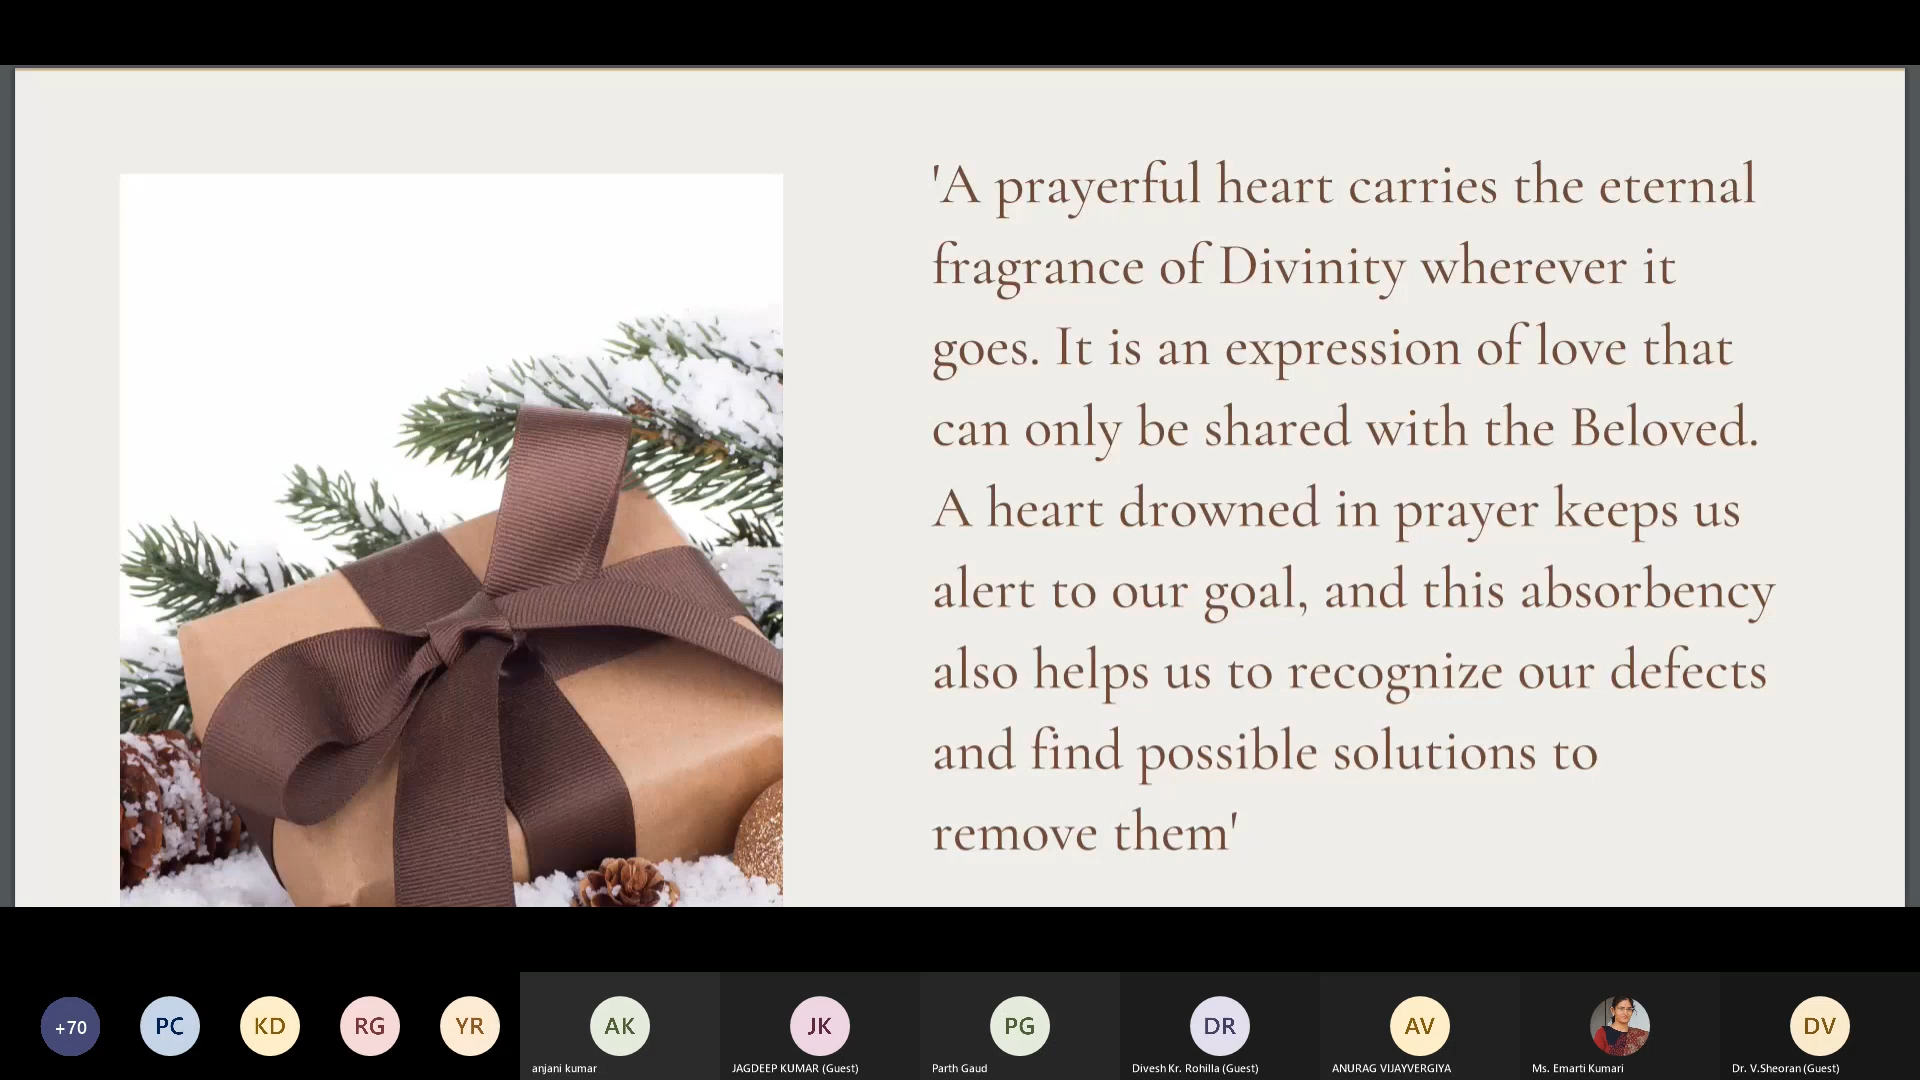 'A prayerful heart carries the eternal
fragrance of Divinity wherever it
goes. It is an expression of love that
can only be shared with the Beloved.
A heart drowned in prayer keeps us
alert to our goal, and this absorbency
also helps us to recognize our defects
and find possible solutions to
remove them'
+70
PC
KD
RG
YR
AK
JK
PG
DR
AV
DV
anjani kumar
JAGDEEP KUMAR (Guest)
Parth Gaud
Divesh Kr. Rohilla (Guest)
ANURAG VIJAYVERGIYA
Ms. Emarti Kumari
Dr. V.Sheoran (Guest)